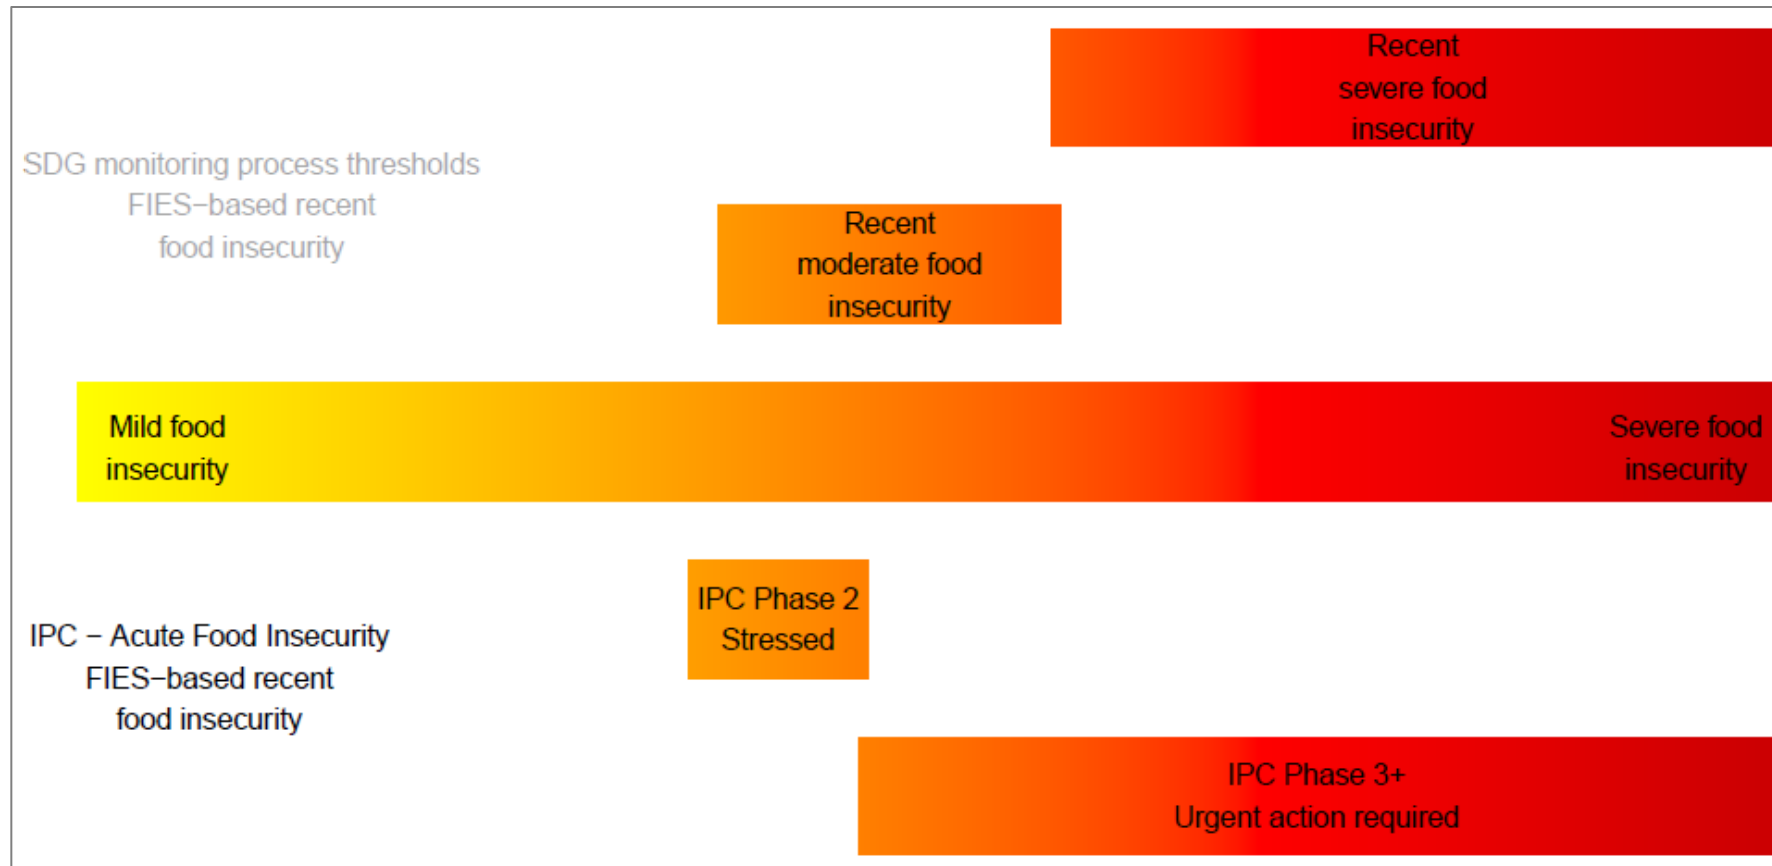 Recent
severe food
insecurity
SDG monitoring process thresholds
FIES−based recent
food insecurity
Recent
moderate food
insecurity
Mild food
insecurity
Severe food
insecurity
IPC Phase 2
Stressed
IPC − Acute Food Insecurity
FIES−based recent
food insecurity
IPC Phase 3+
Urgent action required